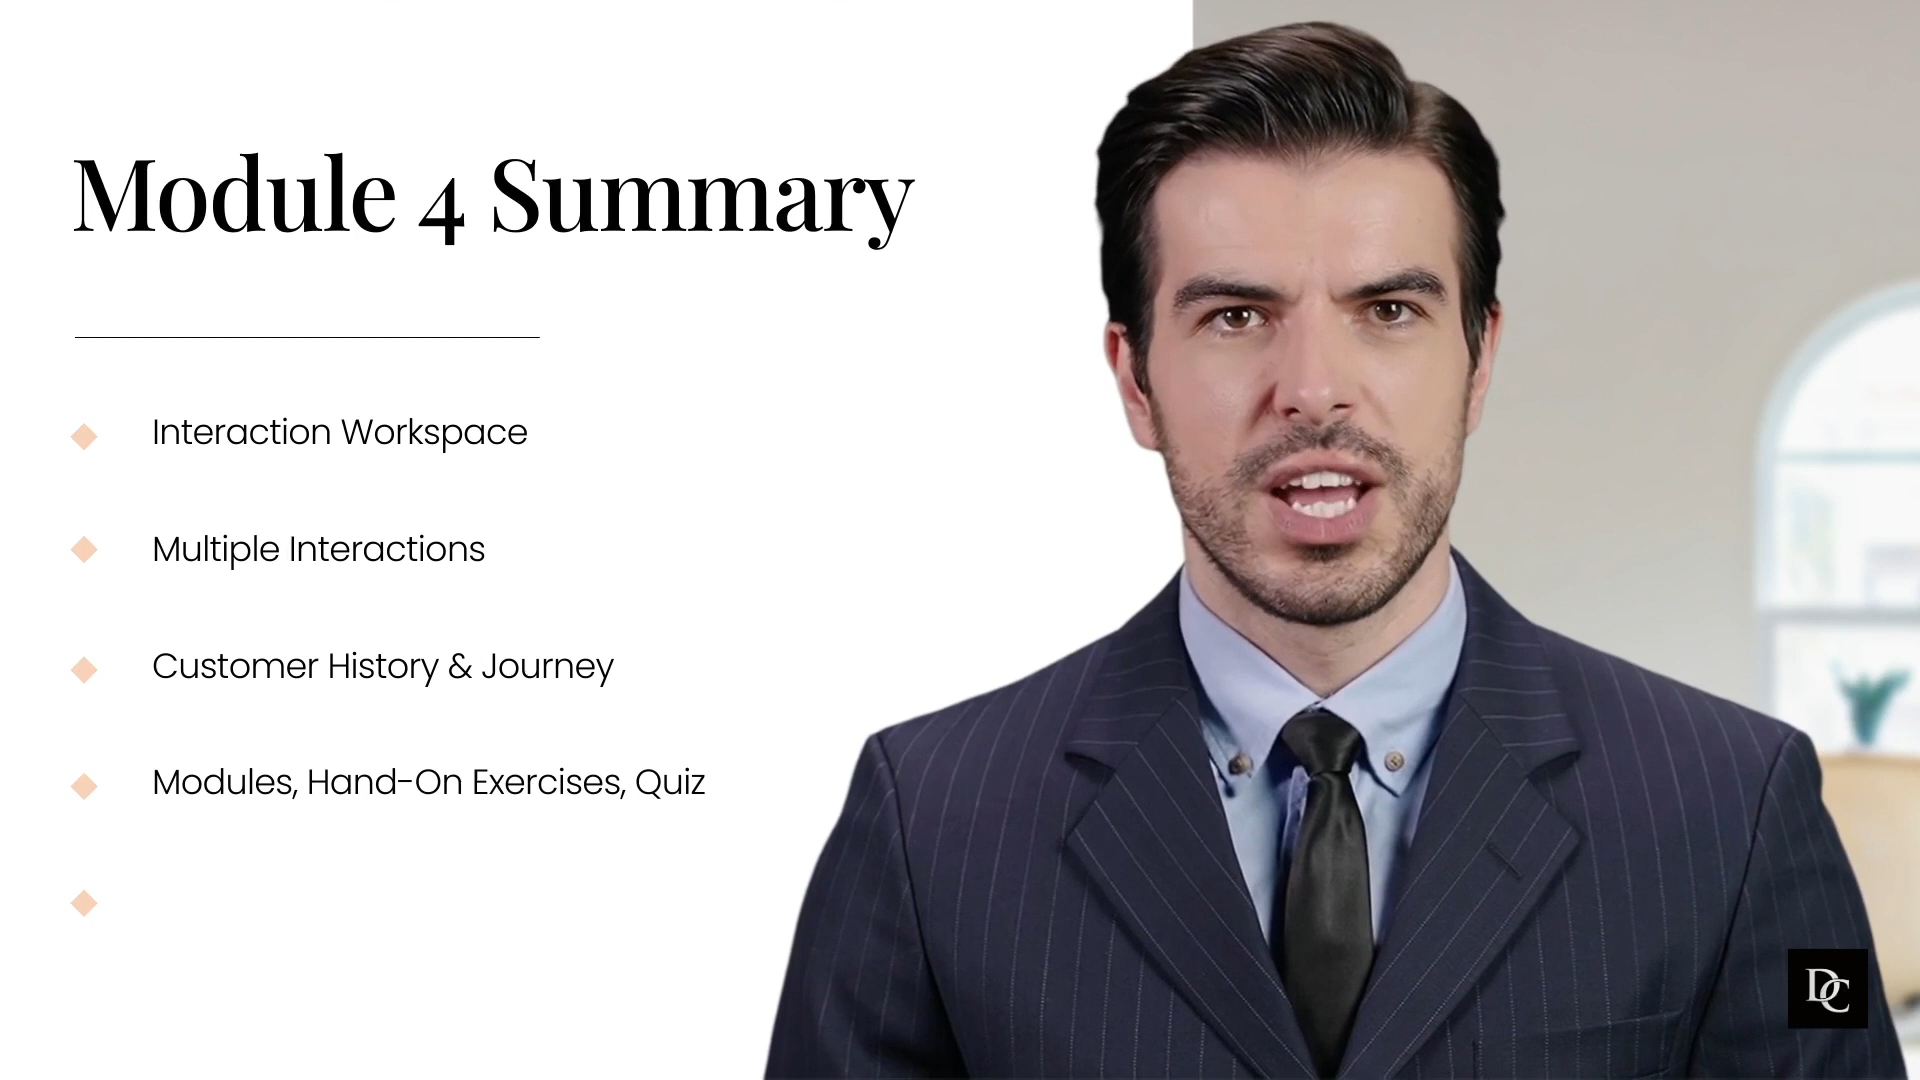 Module 4 Summary
Interaction Workspace
Multiple Interactions
Customer History & Journey
Modules, Hand-On Exercises, Quiz
DC